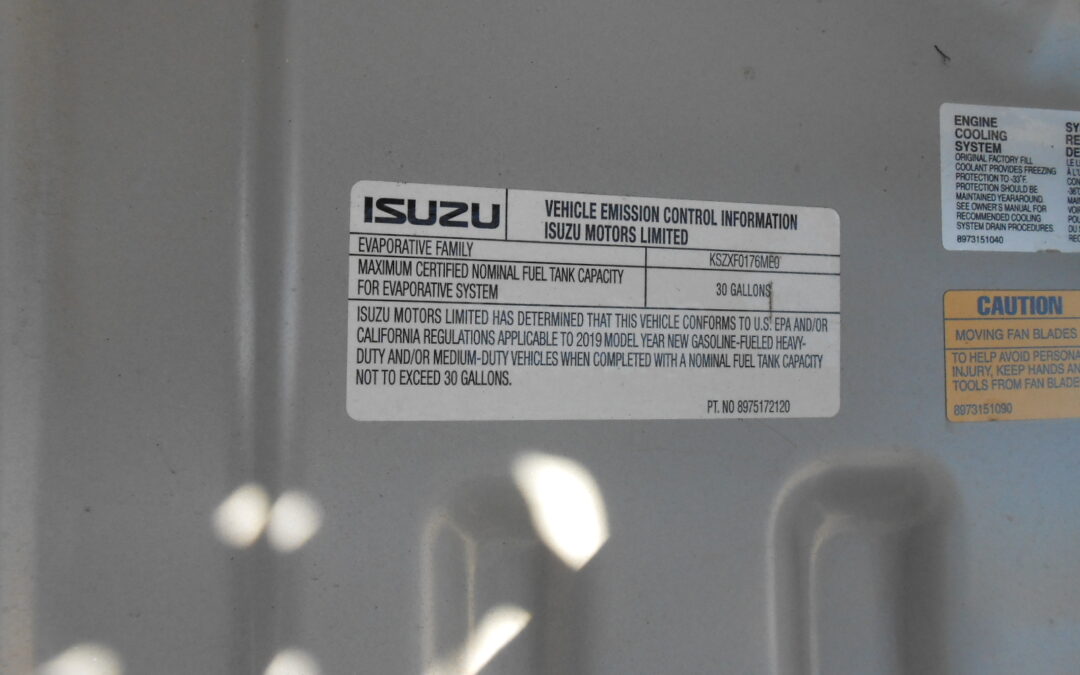 ISUZU
VEHICLE EMISSION CONTROL INFORMATION
ISUZU MOTORS LIMITED
EVAPORATIVE FAMILY
KSZXF0176ME0
MAXIMUM CERTIFIED NOMINAL FUEL TANK CAPACITY
FOR EVAPORATIVE SYSTEM
30 GALLONS
ISUZU MOTORS LIMITED HAS DETERMINED THAT THIS VEHICLE CONFORMS TO U.S. EPA AND/OR
CALIFORNIA REGULATIONS APPLICABLE TO 2019 MODEL YEAR NEW GASOLINE-FUELED HEAVY-
DUTY AND/OR MEDIUM-DUTY VEHICLES WHEN COMPLETED WITH A NOMINAL FUEL TANK CAPACITY
NOT TO EXCEED 30 GALLONS.
PT. NO 8975172120
ENGINE
COOLING
SYSTEM
ORIGINAL FACTORY FILL
COOLANT PROVIDES FREEZING
PROTECTION TO -33°F.
PROTECTION SHOULD BE
MAINTAINED YEARAROUND.
SEE OWNER'S MANUAL FOR
RECOMMENDED COOLING
SYSTEM DRAIN PROCEDURES.
8973151040
CAUTION
MOVING FAN BLADES
TO HELP AVOID PERSONA
INJURY, KEEP HANDS AN
TOOLS FROM FAN BLADE
8973151090